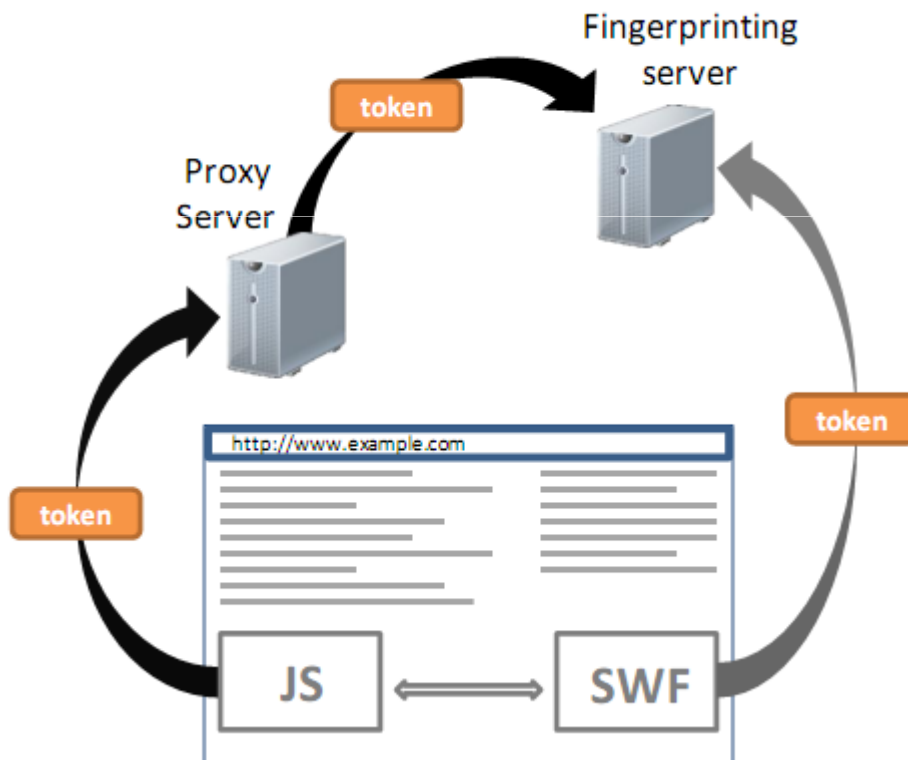 Fingerprinting
server
token
Proxy
Server
token
http://www.example.com
token
JS
SWF